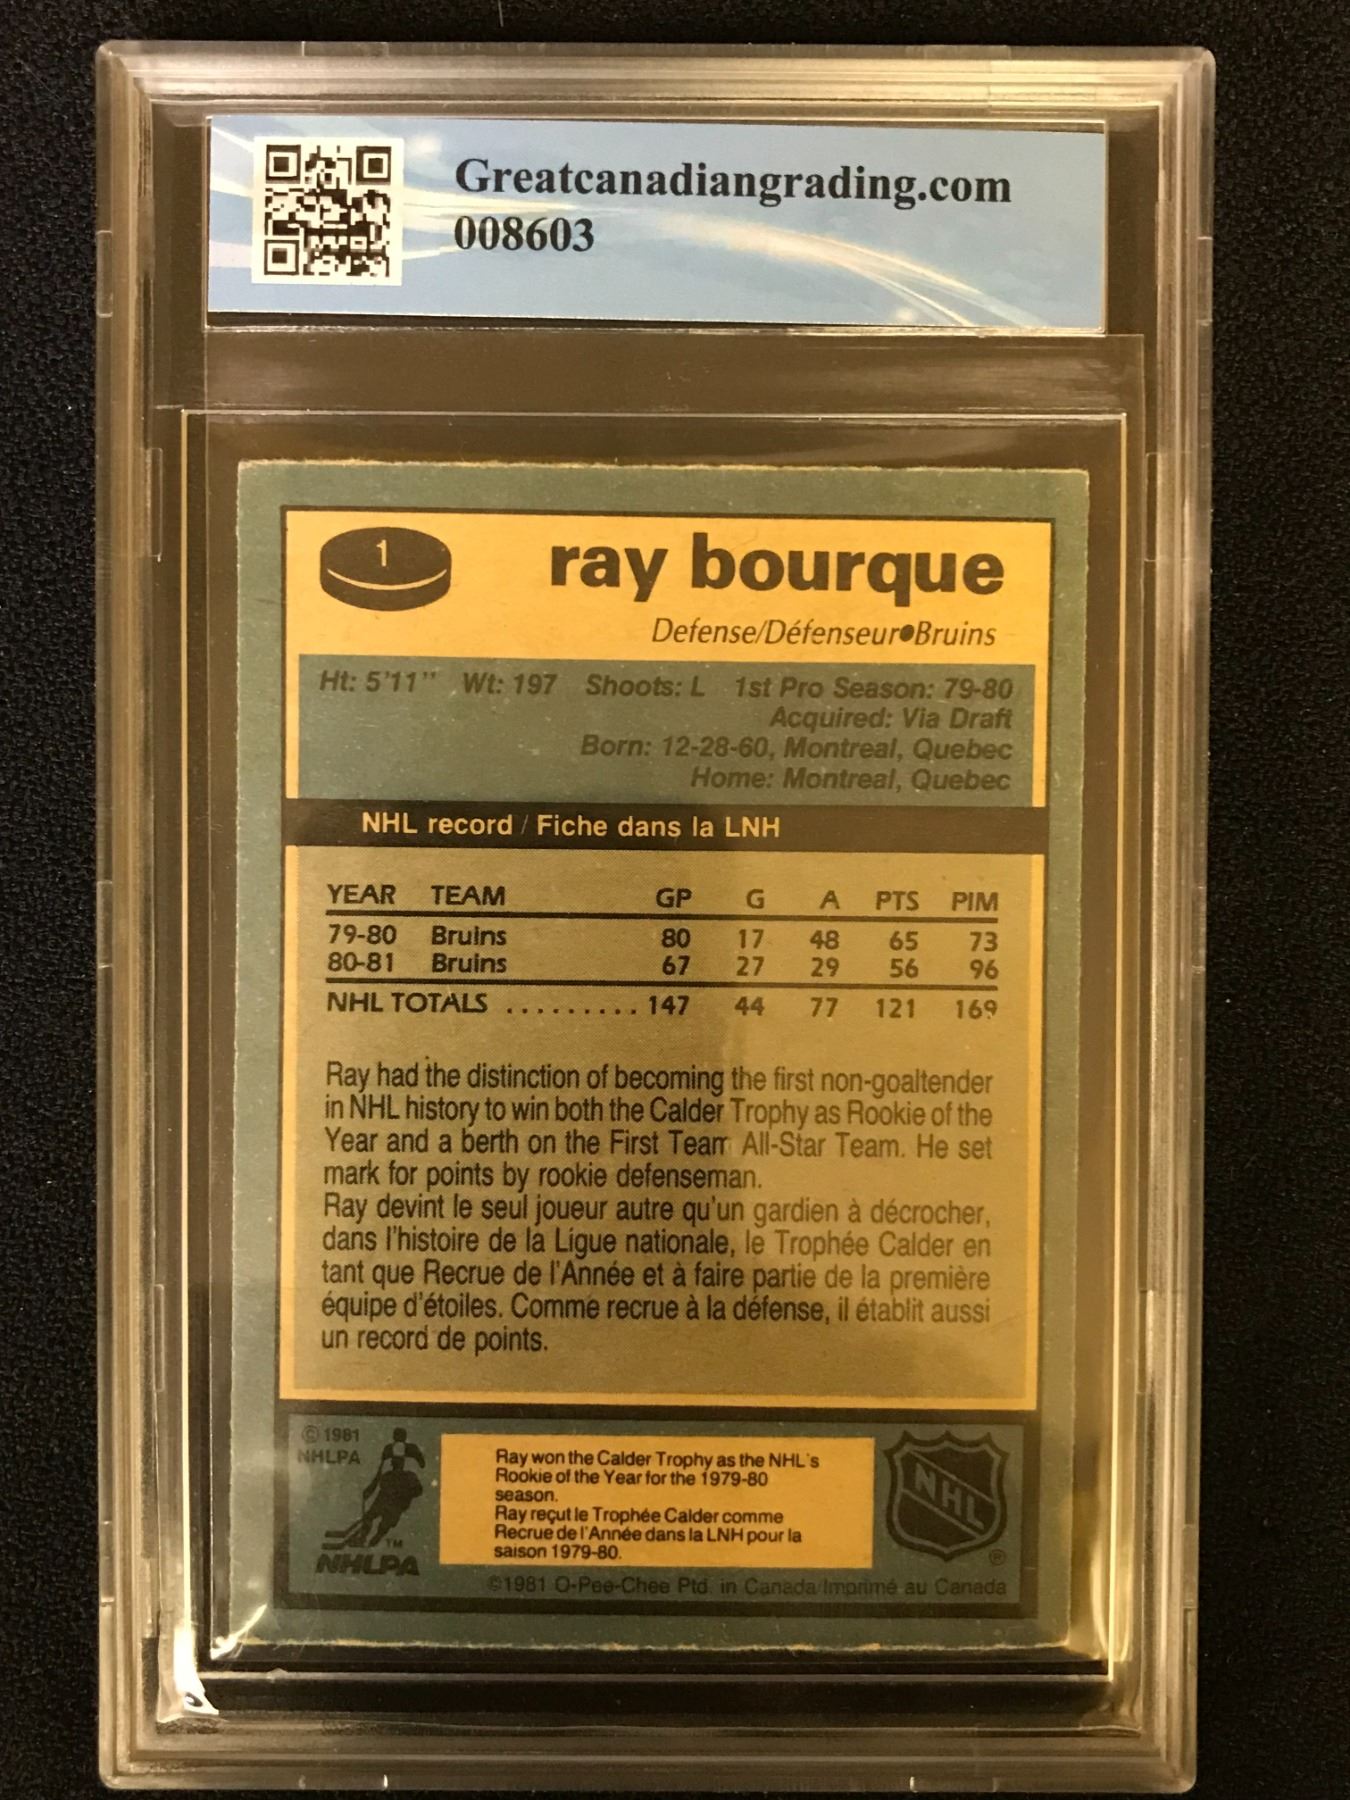 Greatcanadiangrading.com
008603
1
ray bourque
Defense/Défenseur●Bruins
Ht: 5'11" Wt: 197 Shoots: L 1st Pro Season: 79-80
Acquired: Via Draft
Born: 12-28-60, Montreal, Quebec
Home: Montreal, Quebec
NHL record / Fiche dans la LNH
YEAR TEAM GP G A PTS PIM
79-80 Bruins 80 17 48 65 73
80-81 Bruins 67 27 29 56 96
NHL TOTALS ......... 147 44 77 121 169
Ray had the distinction of becoming the first non-goaltender
in NHL history to win both the Calder Trophy as Rookie of the
Year and a berth on the First Team All-Star Team. He set
mark for points by rookie defenseman.
Ray devint le seul joueur autre qu'un gardien à décrocher,
dans l'histoire de la Ligue nationale, le Trophée Calder en
tant que Recrue de l'Année et à faire partie de la première
équipe d'étoiles. Comme recrue à la défense, il établit aussi
un record de points.
© 1981
NHLPA
TM
NHLPA
Ray won the Calder Trophy as the NHL's
Rookie of the Year for the 1979-80
season.
Ray reçut le Trophée Calder comme
Recrue de l'Année dans la LNH pour la
saison 1979-80.
NHL
®
©1981 O-Pee-Chee Ptd. in Canada/Imprimé au Canada